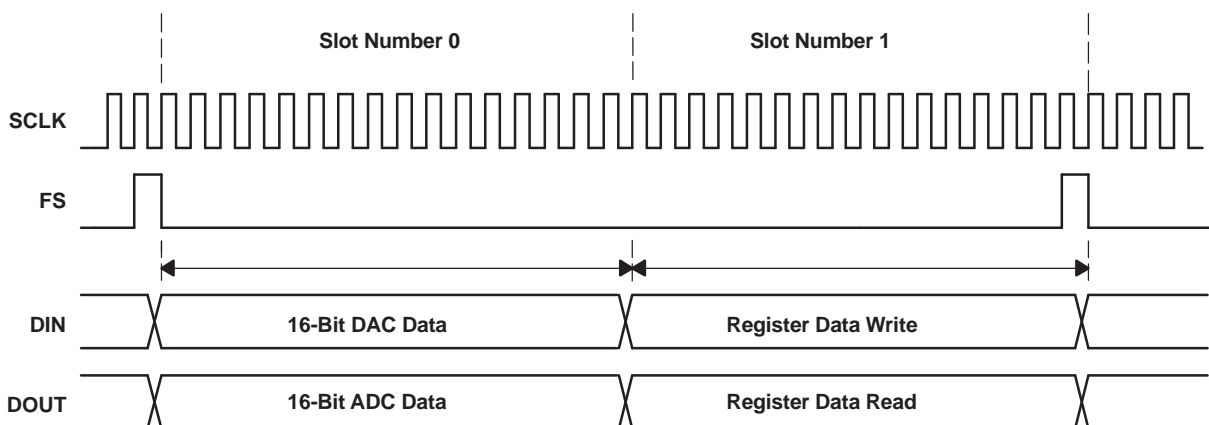 Slot Number 0 Slot Number 1
SCLK
FS
DIN 16-Bit DAC Data Register Data Write
DOUT 16-Bit ADC Data Register Data Read